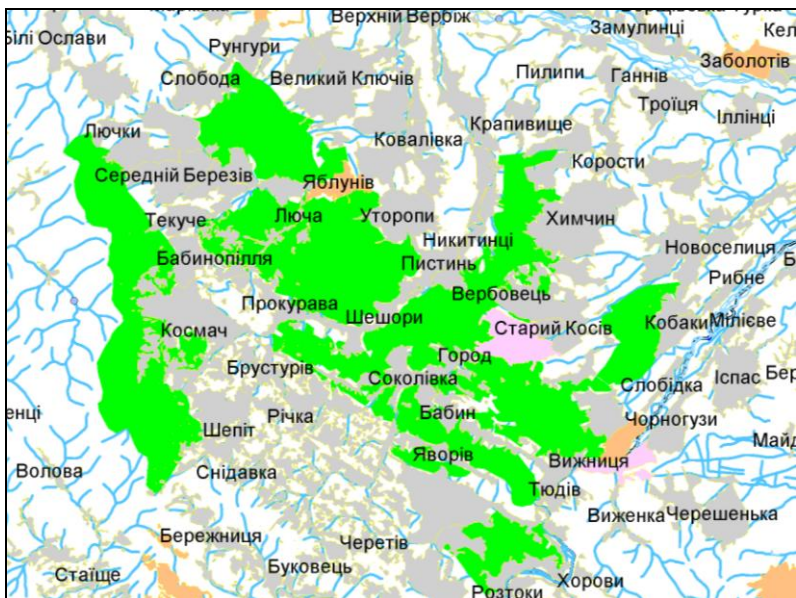 Верхній Вербіж
Замулинці
Білі Ослави
Рунгури
Заболотів
Слобода
Великий Ключів
Пилипи
Ганнів
Троїця
Іллінці
Крапивище
Лючки
Ковалівка
Корости
Середній Березів
Яблунів
Текуче
Люча
Уторопи
Химчин
Никитинці
Новоселиця
Бабинопілля
Пистинь
Рибне
Вербовець
Прокурава
Шешори
Космач
Старий Косів
Кобаки
Мілієве
Брустурів
Город
Соколівка
Слобідка
Іспас
Річка
Бабин
Чорногузи
Шепіт
Яворів
Вижниця
Волова
Снідавка
Тюдів
Виженка
Черешенька
Бережниця
Черетів
Буковець
Стаїще
Хорови
Розтоки